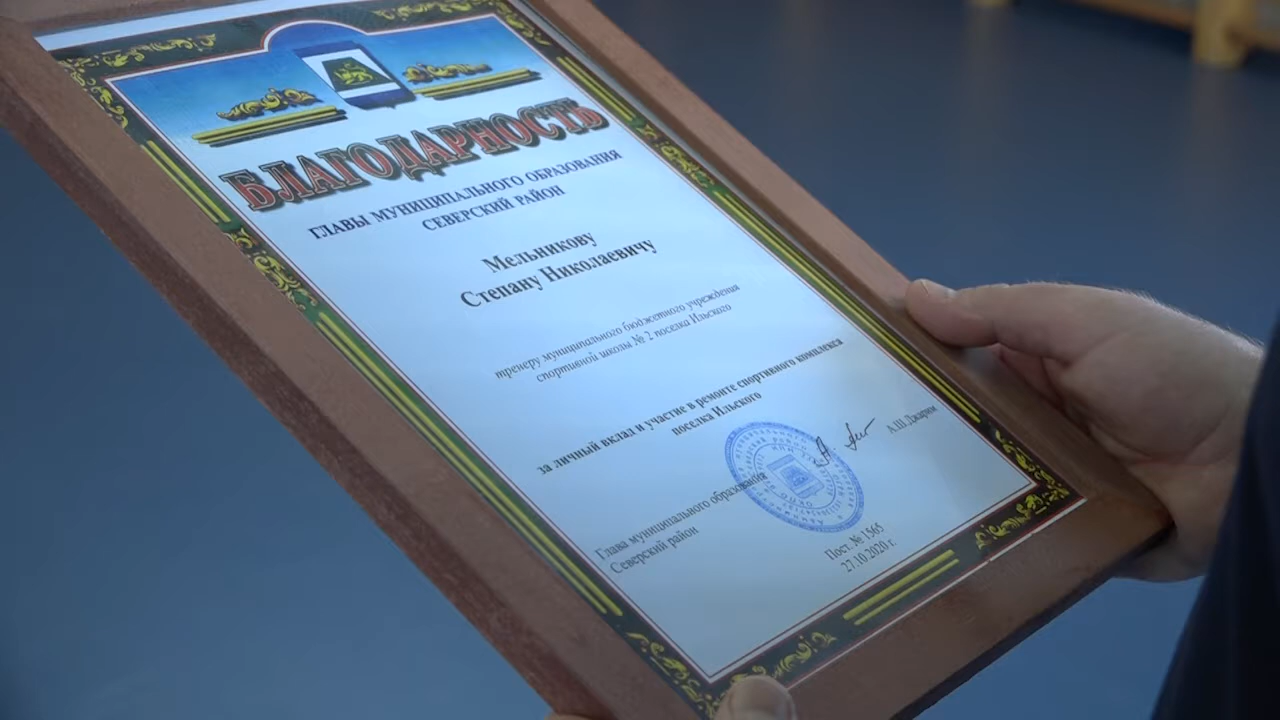 БЛАГОДАРНОСТЬ
ГЛАВЫ МУНИЦИПАЛЬНОГО ОБРАЗОВАНИЯ
СЕВЕРСКИЙ РАЙОН
Мельникову
Степану Николаевичу
тренеру муниципального бюджетного учреждения
спортивной школы № 2 поселка Ильского
за личный вклад и участие в ремонте спортивного комплекса
поселка Ильского
Глава муниципального образования
Северский район
А.Ш.Джарим
Пост. № 1565
27.10.2020 г.